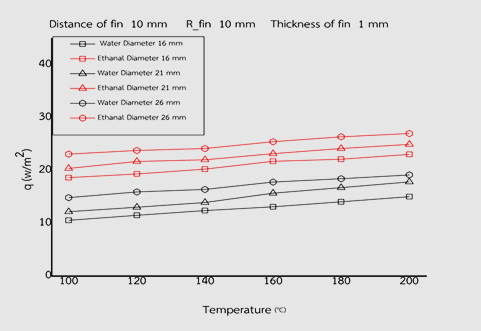 Distance of fin 10 mm R_fin 10 mm Thickness of fin 1 mm
Water Diameter 16 mm
Ethanal Diameter 16 mm
Water Diameter 21 mm
Ethanal Diameter 21 mm
Water Diameter 26 mm
Ethanal Diameter 26 mm
q (w/m²)
40
30
20
10
0
100 120 140 160 180 200
Temperature (°C)